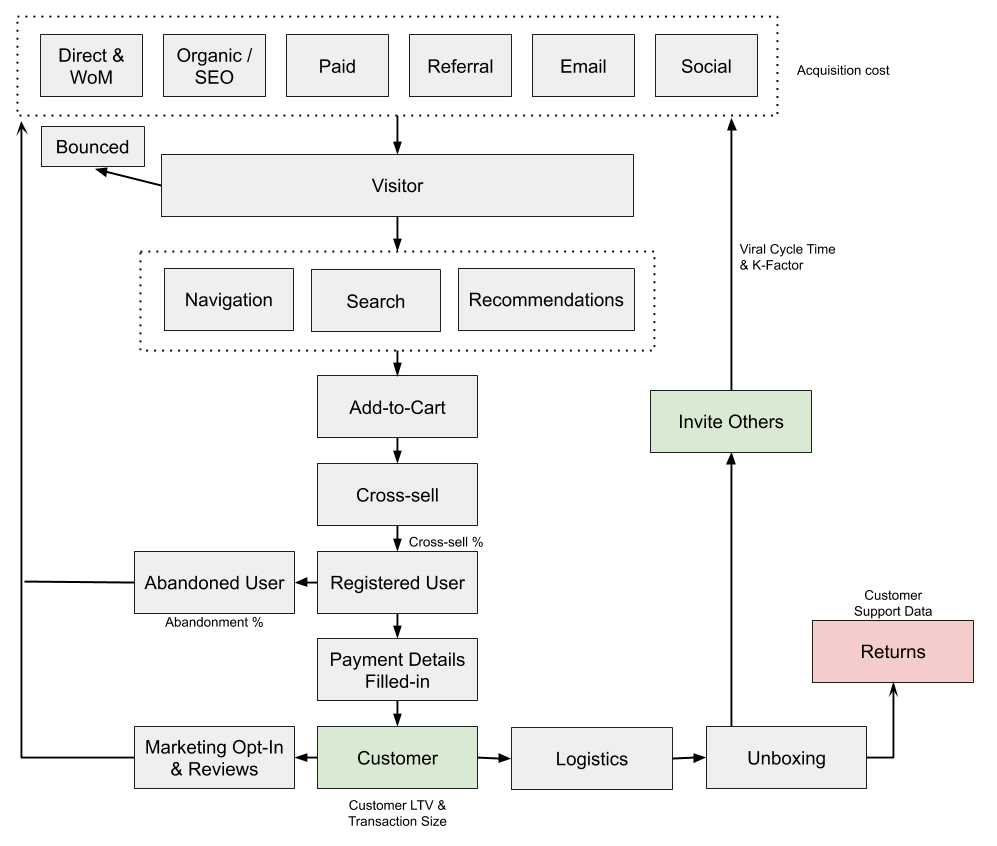 Direct &
WoM
Organic /
SEO
Paid
Referral
Email
Social
Acquisition cost
Bounced
Visitor
Viral Cycle Time
& K-Factor
Navigation
Search
Recommendations
Add-to-Cart
Invite Others
Cross-sell
Cross-sell %
Abandoned User
Registered User
Abandonment %
Customer
Support Data
Returns
Payment Details
Filled-in
Marketing Opt-In
& Reviews
Customer
Logistics
Unboxing
Customer LTV &
Transaction Size